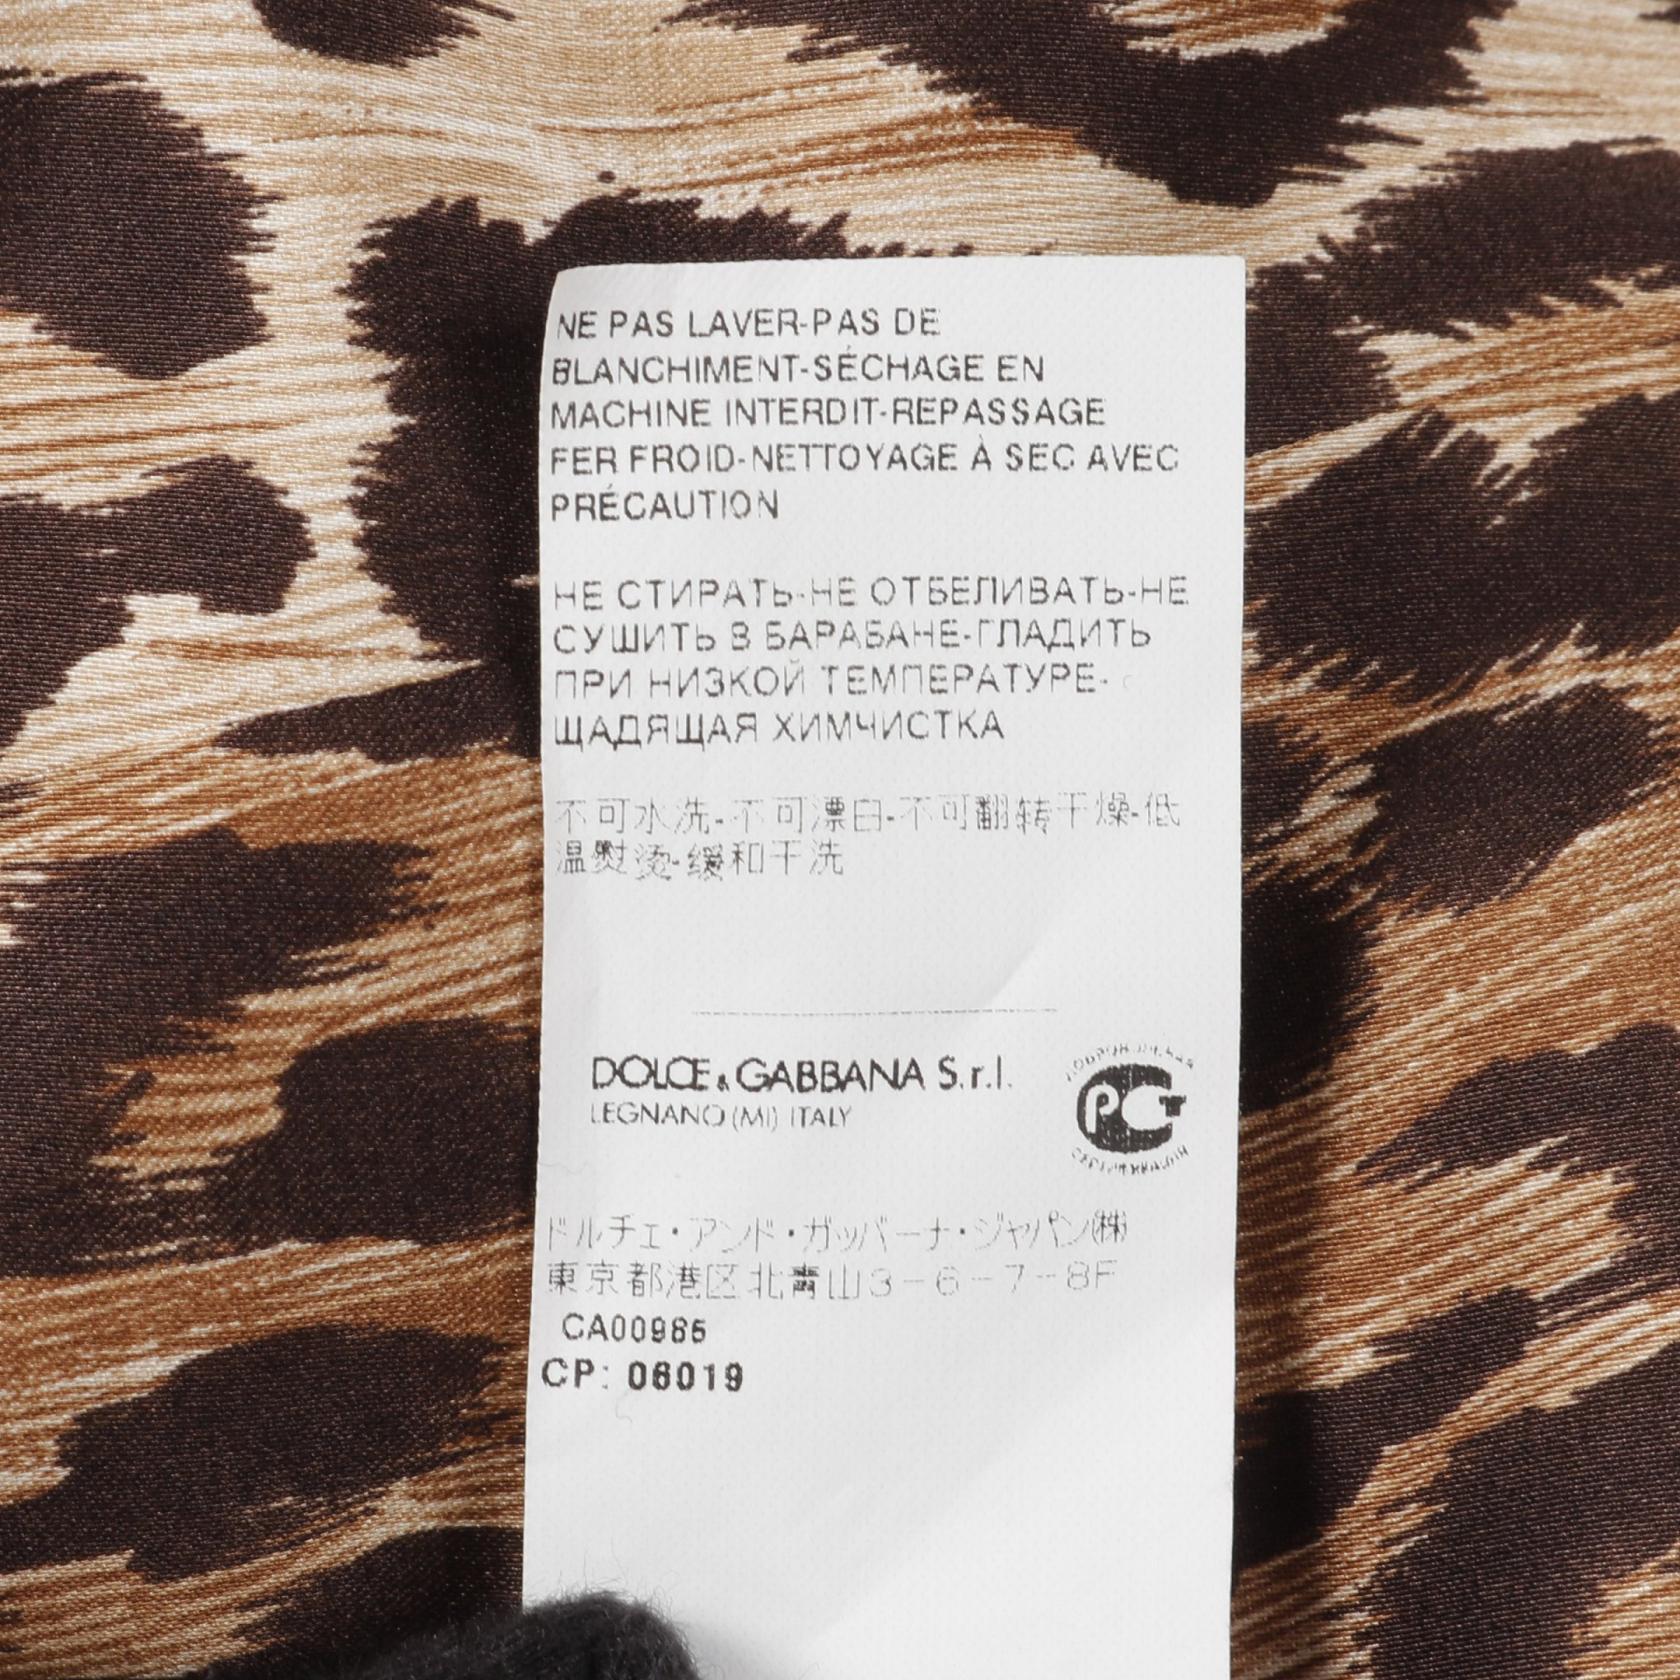 NE PAS LAVER-PAS DE
BLANCHIMENT-SÉCHAGE EN
MACHINE INTERDIT-REPASSAGE
FER FROID-NETTOYAGE À SEC AVEC
PRÉCAUTION
НЕ СТИРАТЬ-НЕ ОТБЕЛИВАТЬ-НЕ
СУШИТЬ В БАРАБАНЕ-ГЛАДИТЬ
ПРИ НИЗКОЙ ТЕМПЕРАТУРЕ-
ЩАДЯЩАЯ ХИМЧИСТКА
不可水洗-不可漂白-不可翻转干燥-低
温熨烫-缓和干洗
DOLCE & GABBANA S.r.l.
LEGNANO (MI) ITALY
ДОБРОВОЛЬНАЯ
РСТ
СЕРТИФИКАЦИЯ
ドルチェ・アンド・ガッバーナ・ジャパン㈱
東京都港区北青山3-6-7-8F
CA00985
CP: 06019